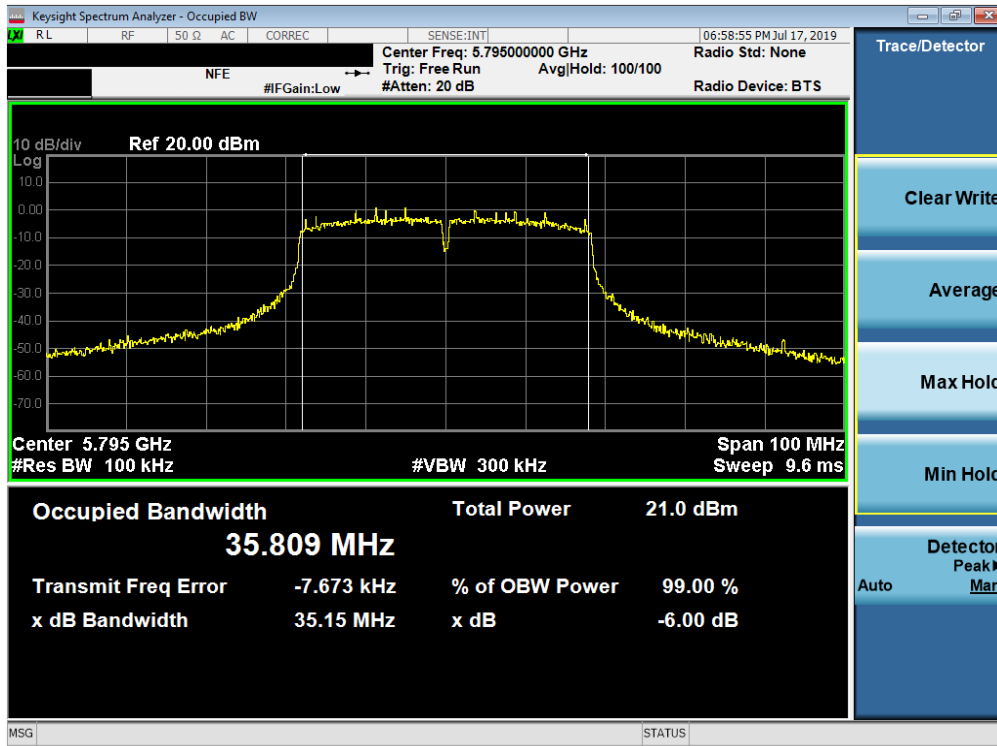 Keysight Spectrum Analyzer - Occupied BW
LXI RL RF 50 Ω AC CORREC SENSE:INT 06:58:55 PM Jul 17, 2019
Center Freq: 5.795000000 GHz Radio Std: None
NFE Trig: Free Run Avg|Hold: 100/100
#IFGain:Low #Atten: 20 dB Radio Device: BTS
10 dB/div Ref 20.00 dBm
Log
10.0
0.00
-10.0
-20.0
-30.0
-40.0
-50.0
-60.0
-70.0
Center 5.795 GHz Span 100 MHz
#Res BW 100 kHz #VBW 300 kHz Sweep 9.6 ms
Occupied Bandwidth Total Power 21.0 dBm
35.809 MHz
Transmit Freq Error -7.673 kHz % of OBW Power 99.00 %
x dB Bandwidth 35.15 MHz x dB -6.00 dB
MSG STATUS
Trace/Detector
Clear Write
Average
Max Hold
Min Hold
Detector
Peak
Auto Man